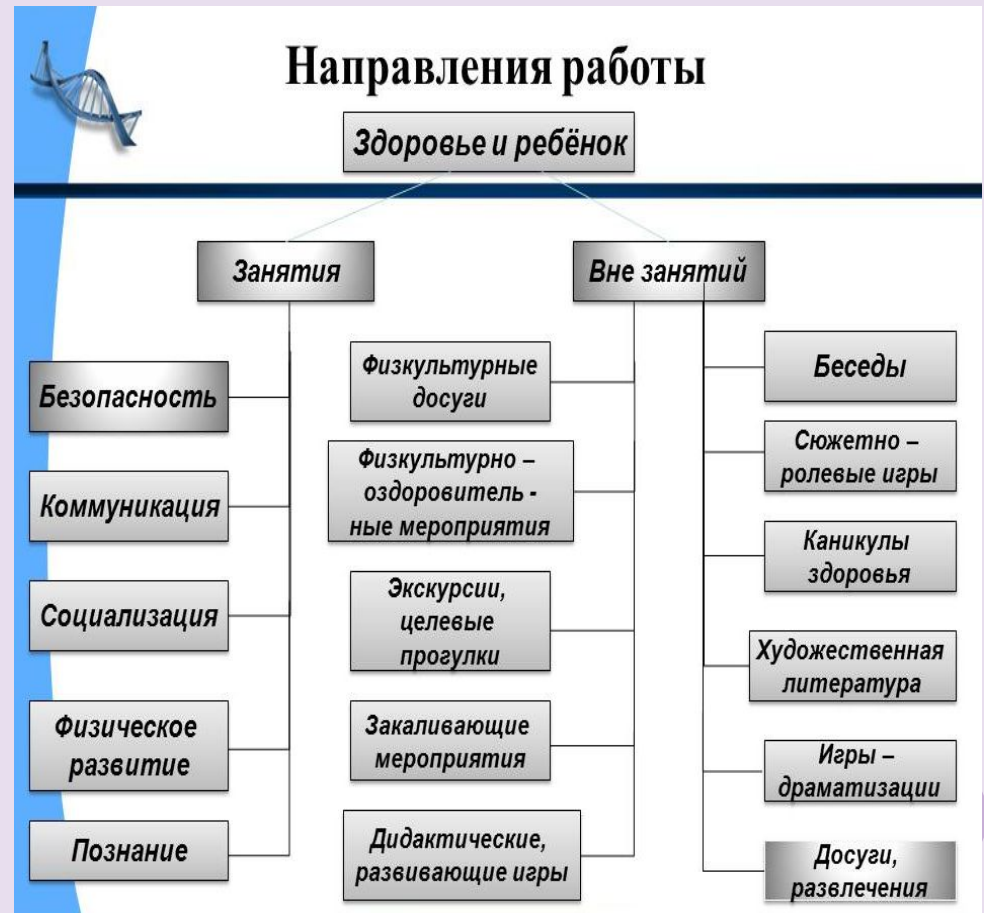 Направления работы
Здоровье и ребёнок
Занятия
Вне занятий
Безопасность
Коммуникация
Социализация
Физическое
развитие
Познание
Физкультурные
досуги
Физкультурно –
оздоровитель -
ные мероприятия
Экскурсии,
целевые
прогулки
Закаливающие
мероприятия
Дидактические,
развивающие игры
Беседы
Сюжетно –
ролевые игры
Каникулы
здоровья
Художественная
литература
Игры –
драматизации
Досуги,
развлечения